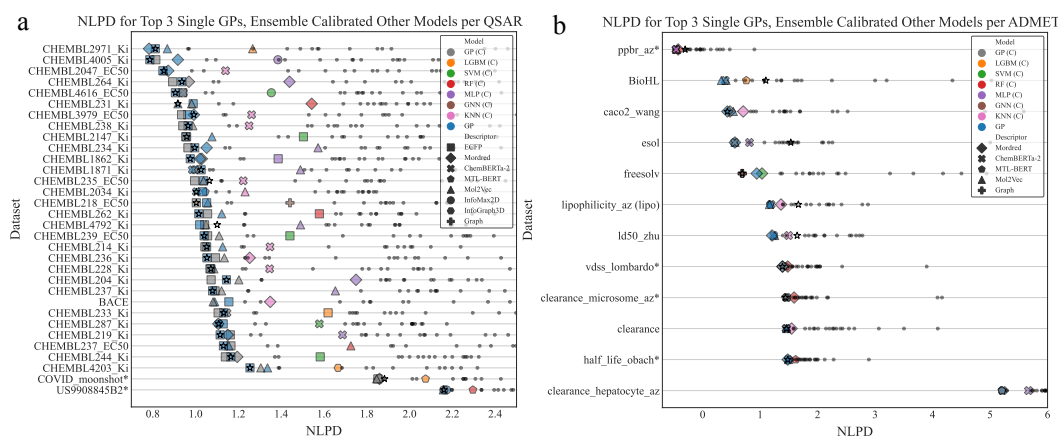 a
NLPD for Top 3 Single GPs, Ensemble Calibrated Other Models per QSAR
Dataset
CHEMBL2971_Ki
CHEMBL4005_Ki
CHEMBL2047_EC50
CHEMBL264_Ki
CHEMBL4616_EC50
CHEMBL231_Ki
CHEMBL3979_EC50
CHEMBL238_Ki
CHEMBL2147_Ki
CHEMBL234_Ki
CHEMBL1862_Ki
CHEMBL1871_Ki
CHEMBL235_EC50
CHEMBL2034_Ki
CHEMBL218_EC50
CHEMBL262_Ki
CHEMBL4792_Ki
CHEMBL239_EC50
CHEMBL214_Ki
CHEMBL236_Ki
CHEMBL228_Ki
CHEMBL204_Ki
CHEMBL237_Ki
BACE
CHEMBL233_Ki
CHEMBL287_Ki
CHEMBL219_Ki
CHEMBL237_EC50
CHEMBL244_Ki
CHEMBL4203_Ki
COVID_moonshot*
US9908845B2*
Model
GP (C)
LGBM (C)
SVM (C)
RF (C)
MLP (C)
GNN (C)
KNN (C)
GP
Descriptor
ECFP
Mordred
ChemBERTa-2
MTL-BERT
Mol2Vec
InfoMax2D
InfoGraph3D
Graph
0.8 1.0 1.2 1.4 1.6 1.8 2.0 2.2 2.4
NLPD
b
NLPD for Top 3 Single GPs, Ensemble Calibrated Other Models per ADMET
Dataset
ppbr_az*
BioHL
caco2_wang
esol
freesolv
lipophilicity_az (lipo)
ld50_zhu
vdss_lombardo*
clearance_microsome_az*
clearance
half_life_obach*
clearance_hepatocyte_az
Model
GP (C)
LGBM (C)
SVM (C)
RF (C)
MLP (C)
GNN (C)
KNN (C)
GP
Descriptor
Mordred
ChemBERTa-2
MTL-BERT
Mol2Vec
Graph
0 1 2 3 4 5 6
NLPD